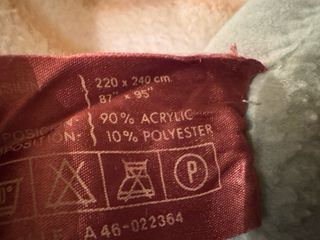 220 x 240 cm.
87" x 95"
90% ACRYLIC
10% POLYESTER
P
A 46-022364